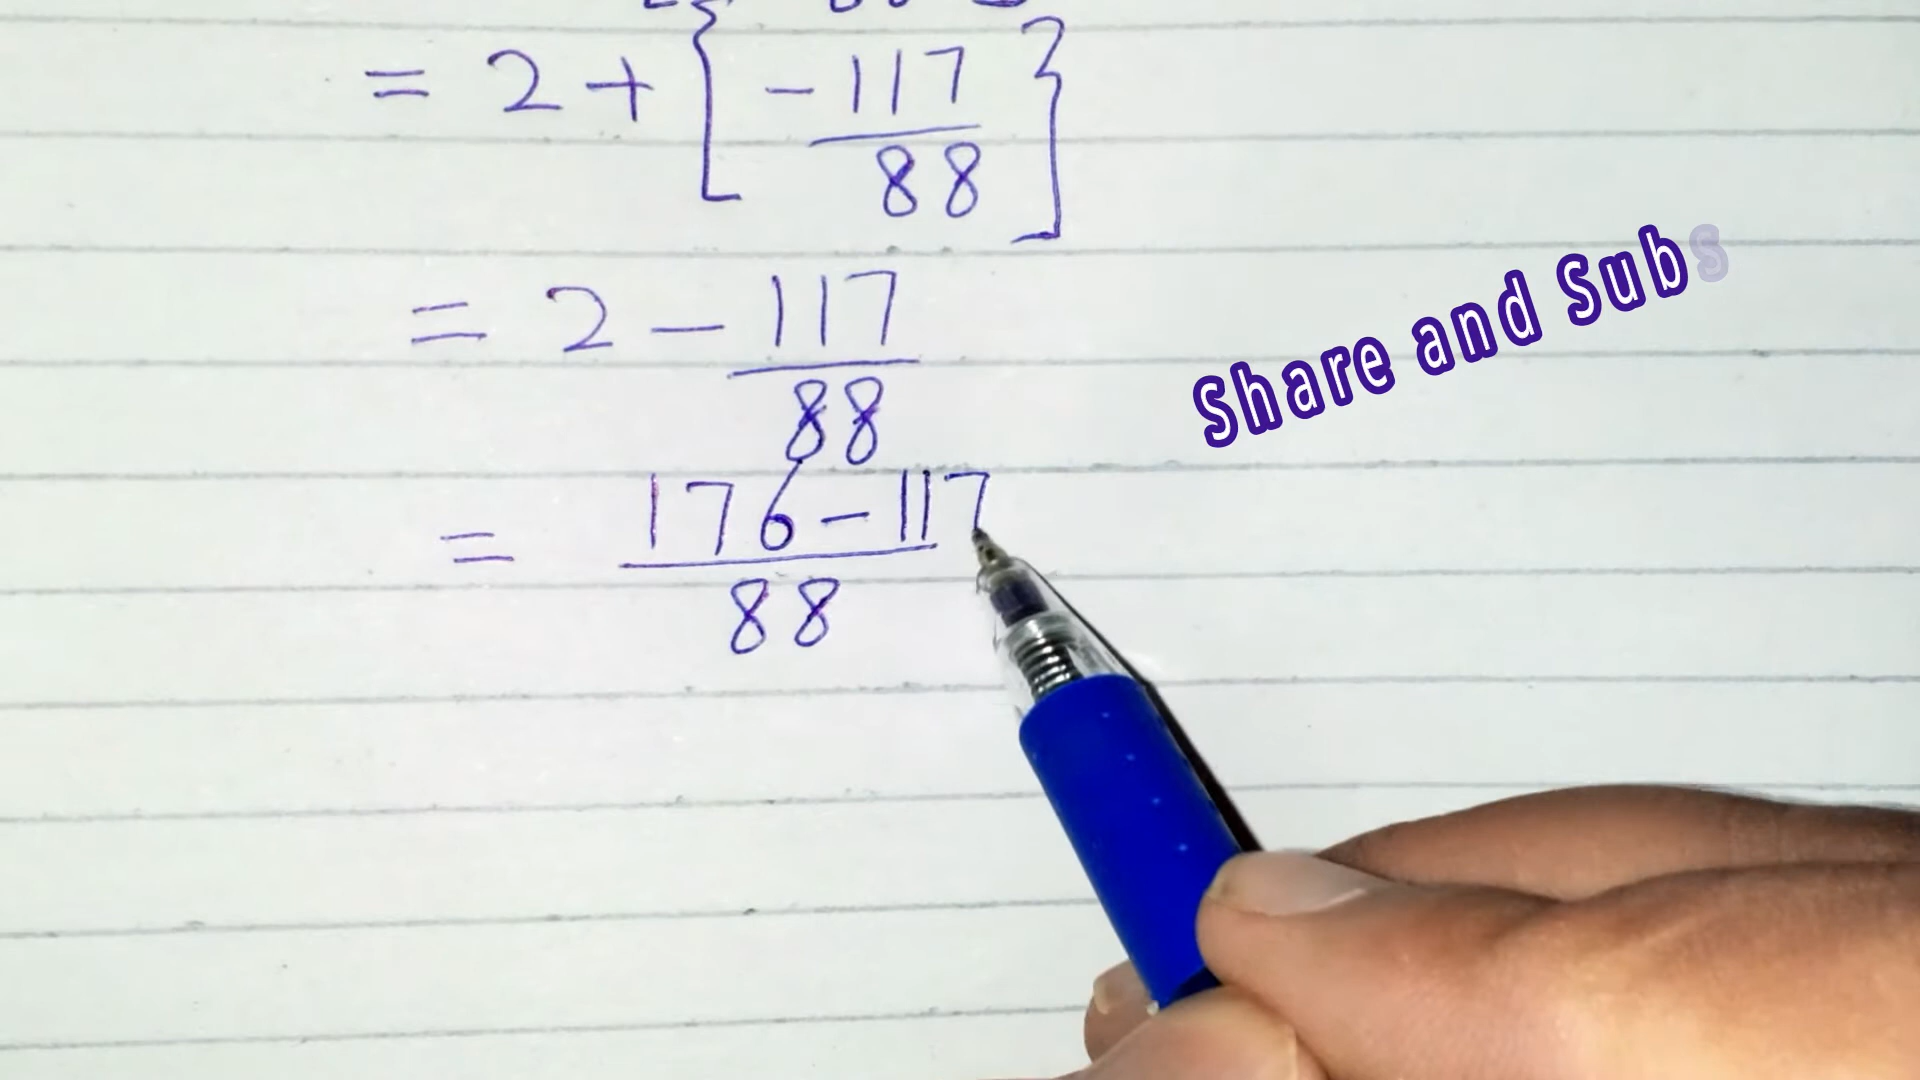 = 2 + { -117/88 }
= 2 - 117/88
Share and Subs
= 176-117/88